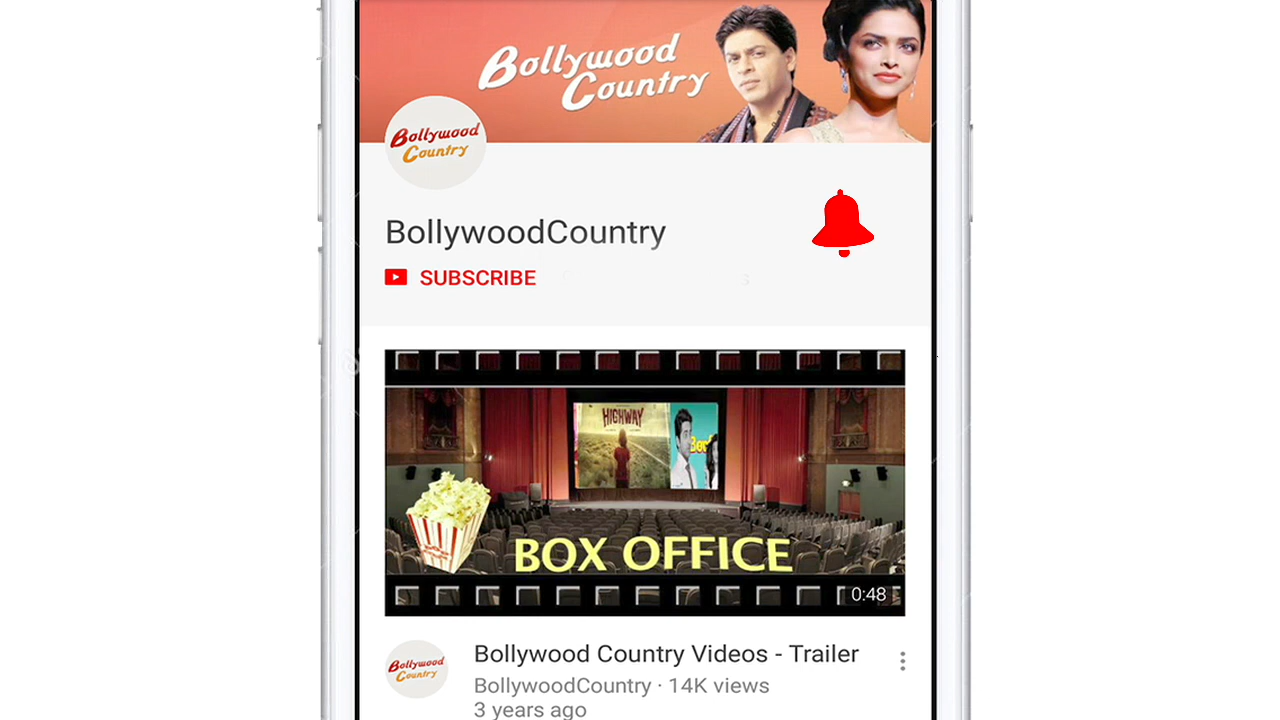 Bollywood
Country
Bollywood
Country
BollywoodCountry
SUBSCRIBE
HIGHWAY
BOX OFFICE
0:48
Bollywood Country Videos - Trailer
Bollywood
Country
BollywoodCountry · 14K views
3 years ago